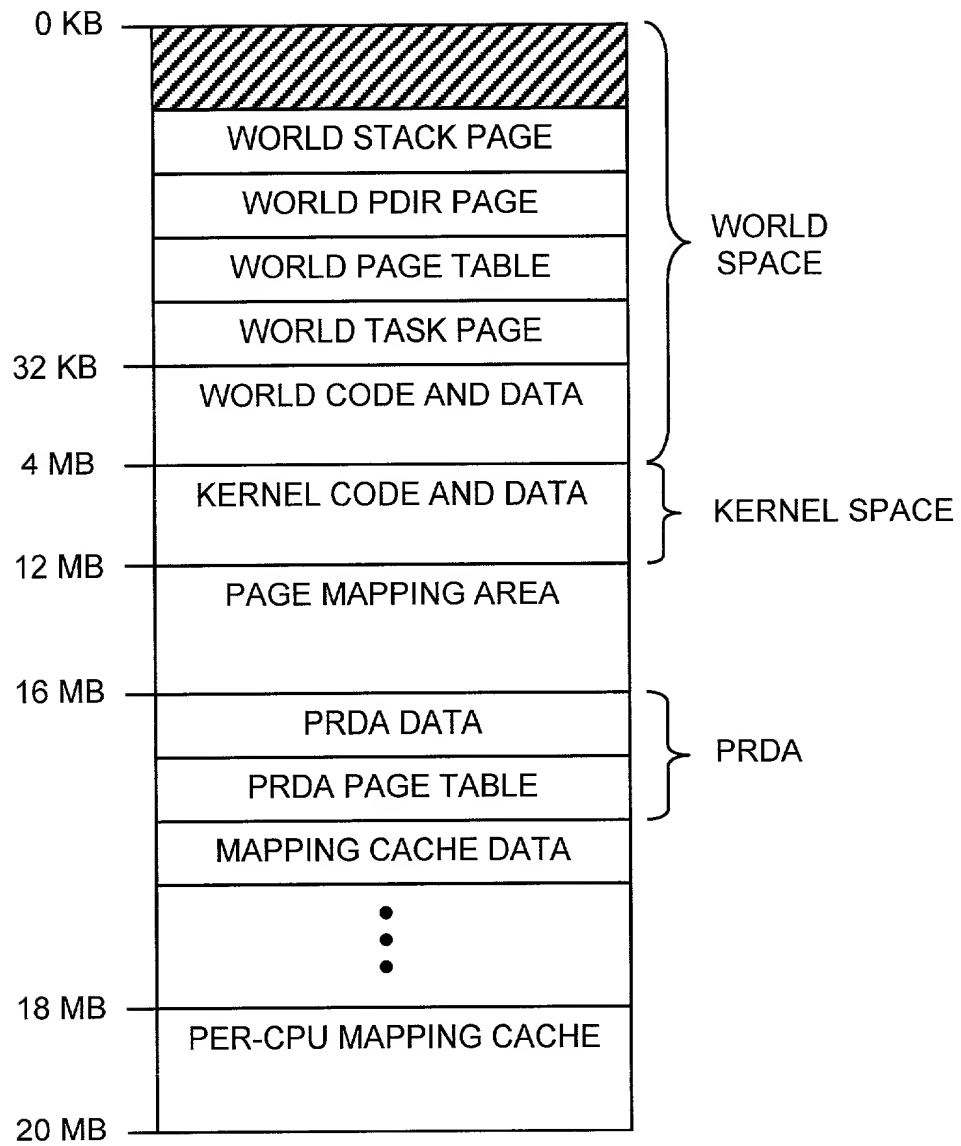 0 KB
WORLD STACK PAGE
WORLD PDIR PAGE
WORLD PAGE TABLE
WORLD TASK PAGE
WORLD
SPACE
32 KB
WORLD CODE AND DATA
4 MB
KERNEL CODE AND DATA
KERNEL SPACE
12 MB
PAGE MAPPING AREA
16 MB
PRDA DATA
PRDA PAGE TABLE
PRDA
MAPPING CACHE DATA
18 MB
PER-CPU MAPPING CACHE
20 MB